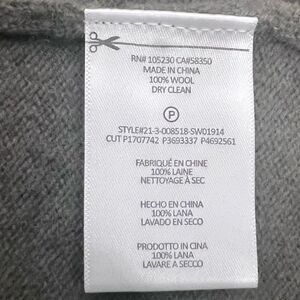 RN# 105230 CA#58350
MADE IN CHINA
100% WOOL
DRY CLEAN
P
STYLE#21-3-008518-SW01914
CUT P1707742 P3693337 P4692561
FABRIQUÉ EN CHINE
100% LAINE
NETTOYAGE À SEC
HECHO EN CHINA
100% LANA
LAVADO EN SECO
PRODOTTO IN CINA
100% LANA
LAVARE A SECCO